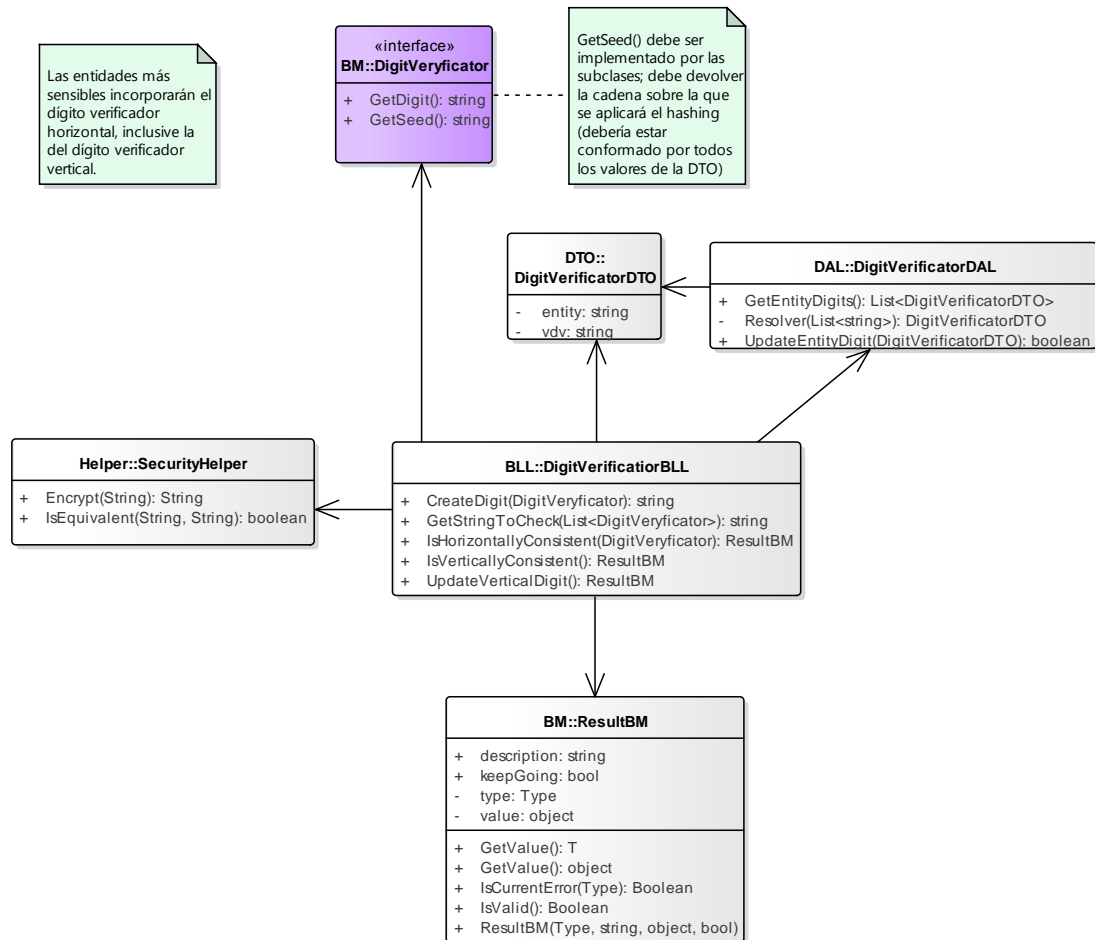 Las entidades más
sensibles incorporarán el
dígito verificador
horizontal, inclusive la
del dígito verificador
vertical.
«interface»
BM::DigitVeryficator
+ GetDigit(): string
+ GetSeed(): string
GetSeed() debe ser
implementado por las
subclases; debe devolver
la cadena sobre la que
se aplicará el hashing
(debería estar
conformado por todos
los valores de la DTO)
DTO::
DigitVerificatorDTO
- entity: string
- vdv: string
DAL::DigitVerificatorDAL
+ GetEntityDigits(): List<DigitVerificatorDTO>
- Resolver(List<string>): DigitVerificatorDTO
+ UpdateEntityDigit(DigitVerificatorDTO): boolean
Helper::SecurityHelper
+ Encrypt(String): String
+ IsEquivalent(String, String): boolean
BLL::DigitVerificatiorBLL
+ CreateDigit(DigitVeryficator): string
+ GetStringToCheck(List<DigitVeryficator>): string
+ IsHorizontallyConsistent(DigitVeryficator): ResultBM
+ IsVerticallyConsistent(): ResultBM
+ UpdateVerticalDigit(): ResultBM
BM::ResultBM
+ description: string
+ keepGoing: bool
- type: Type
- value: object
+ GetValue(): T
+ GetValue(): object
+ IsCurrentError(Type): Boolean
+ IsValid(): Boolean
+ ResultBM(Type, string, object, bool)